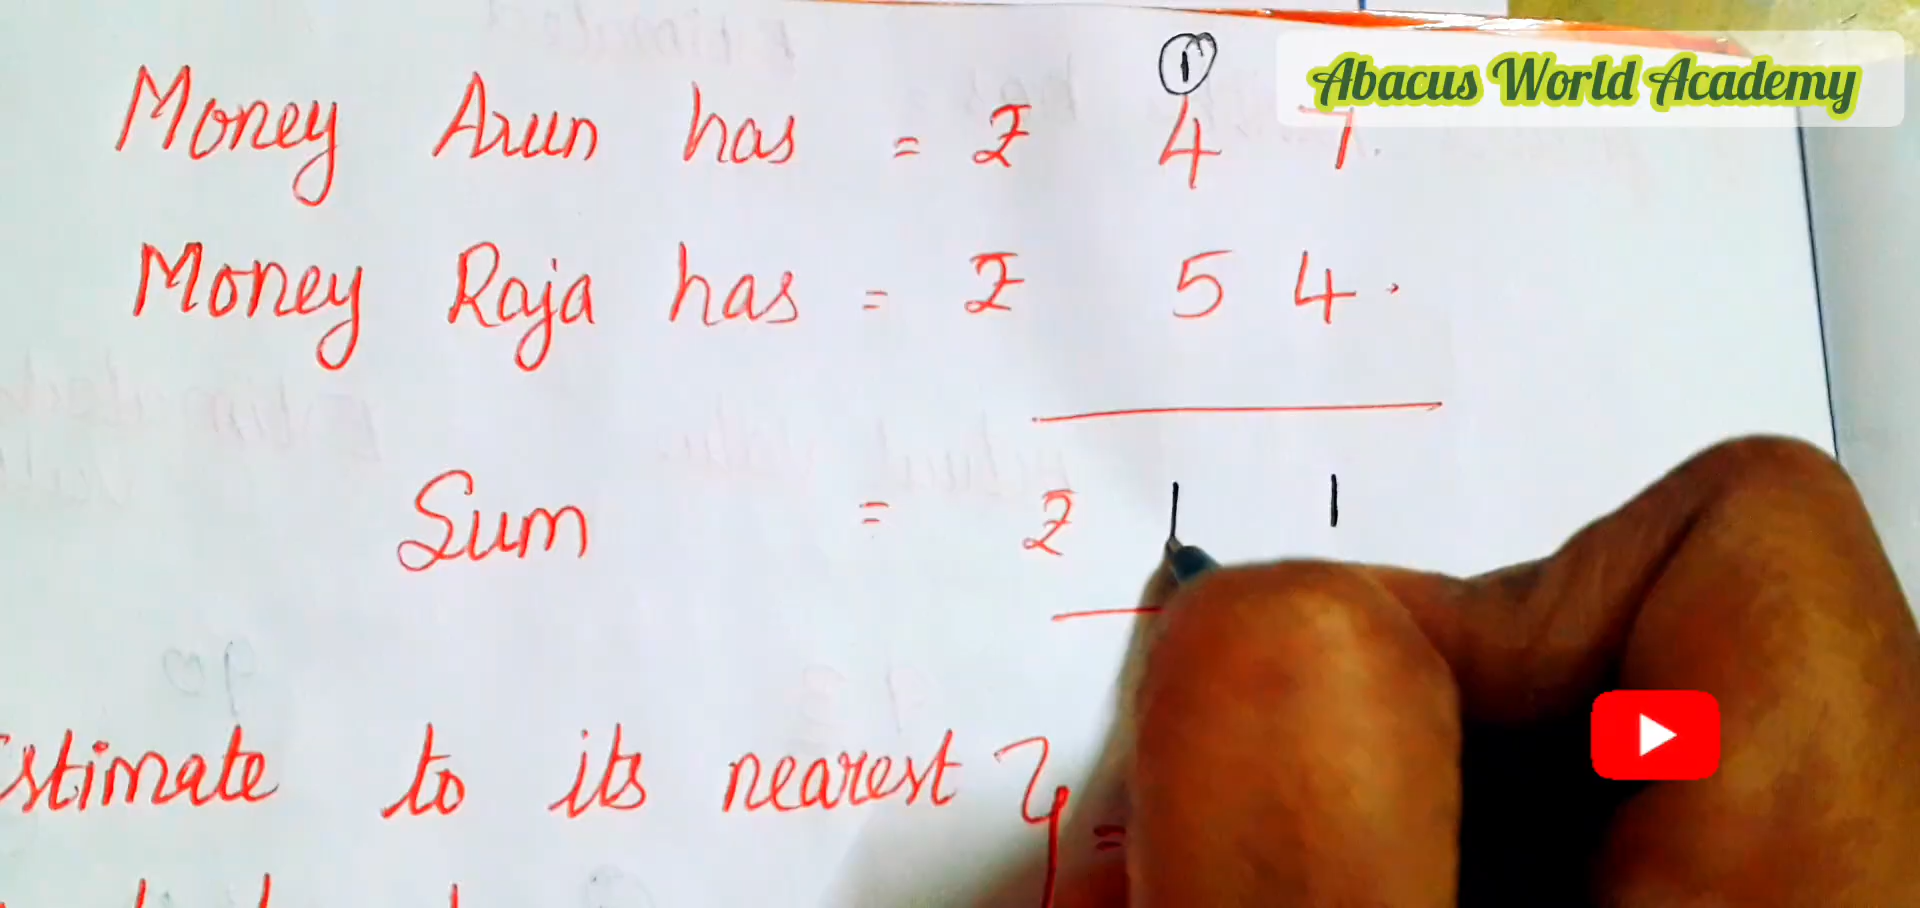 Abacus World Academy
1
Money Arun has = ₹ 4 7.
Money Raja has = ₹ 5 4.
Sum = ₹ 1 1
Estimate to its nearest } =